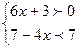 6x + 3 ≻ 0
7 − 4x ≺ 7